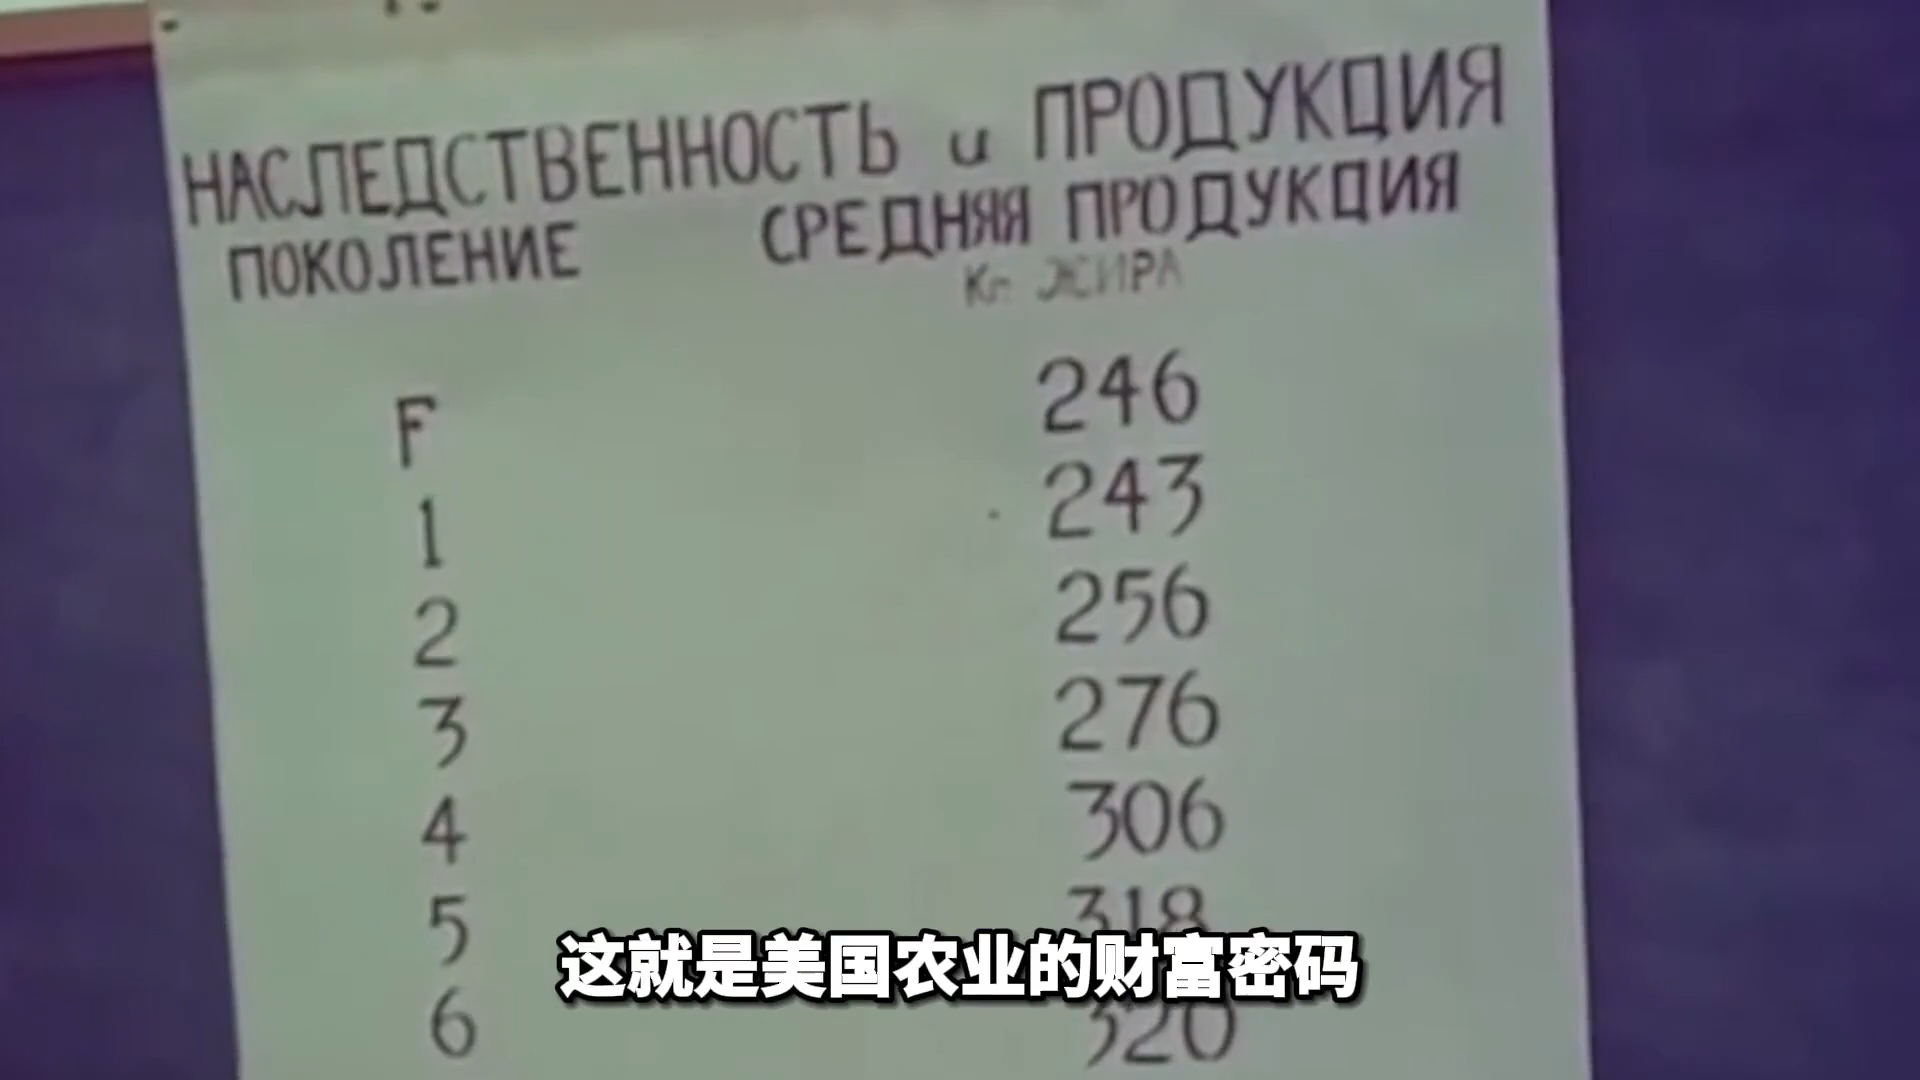 НАСЛЕДСТВЕННОСТЬ и ПРОДУКЦИЯ
ПОКОЛЕНИЕ СРЕДНЯЯ ПРОДУКЦИЯ
Кг ЖИРА
F 246
1 243
2 256
3 276
4 306
5 318
这就是美国农业的财富密码
6 320